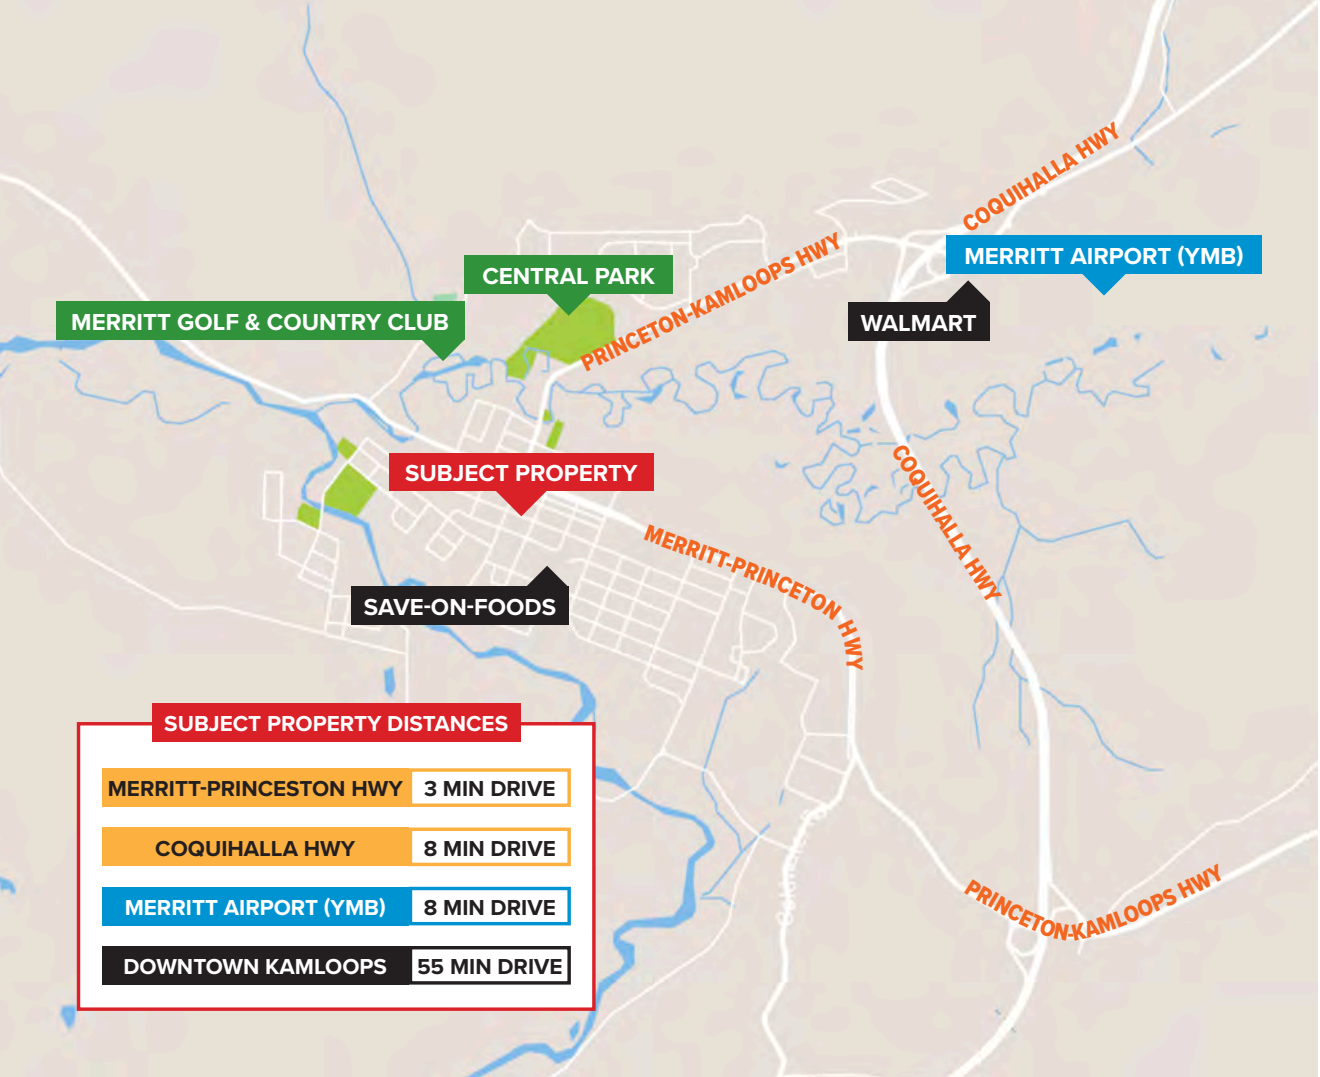 COQUIHALLA HWY
MERRITT AIRPORT (YMB)
CENTRAL PARK
PRINCETON-KAMLOOPS HWY
MERRITT GOLF & COUNTRY CLUB
WALMART
SUBJECT PROPERTY
COQUIHALLA HWY
MERRITT-PRINCETON HWY
SAVE-ON-FOODS
SUBJECT PROPERTY DISTANCES
MERRITT-PRINCESTON HWY 3 MIN DRIVE
COQUIHALLA HWY 8 MIN DRIVE
MERRITT AIRPORT (YMB) 8 MIN DRIVE
DOWNTOWN KAMLOOPS 55 MIN DRIVE
PRINCETON-KAMLOOPS HWY